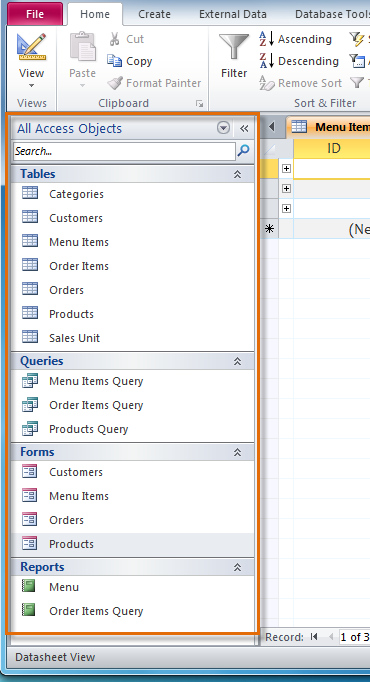 File Home Create External Data Database Tools
View
Paste
Cut
Copy
Format Painter
Filter
Ascending
Descending
Remove Sort
Views Clipboard Sort & Filter
All Access Objects «
Search...
Tables
Categories
Customers
Menu Items
Order Items
Orders
Products
Sales Unit
Queries
Menu Items Query
Order Items Query
Products Query
Forms
Customers
Menu Items
Orders
Products
Reports
Menu
Order Items Query
Menu Item
ID
(Ne
Record: 1 of 3
Datasheet View